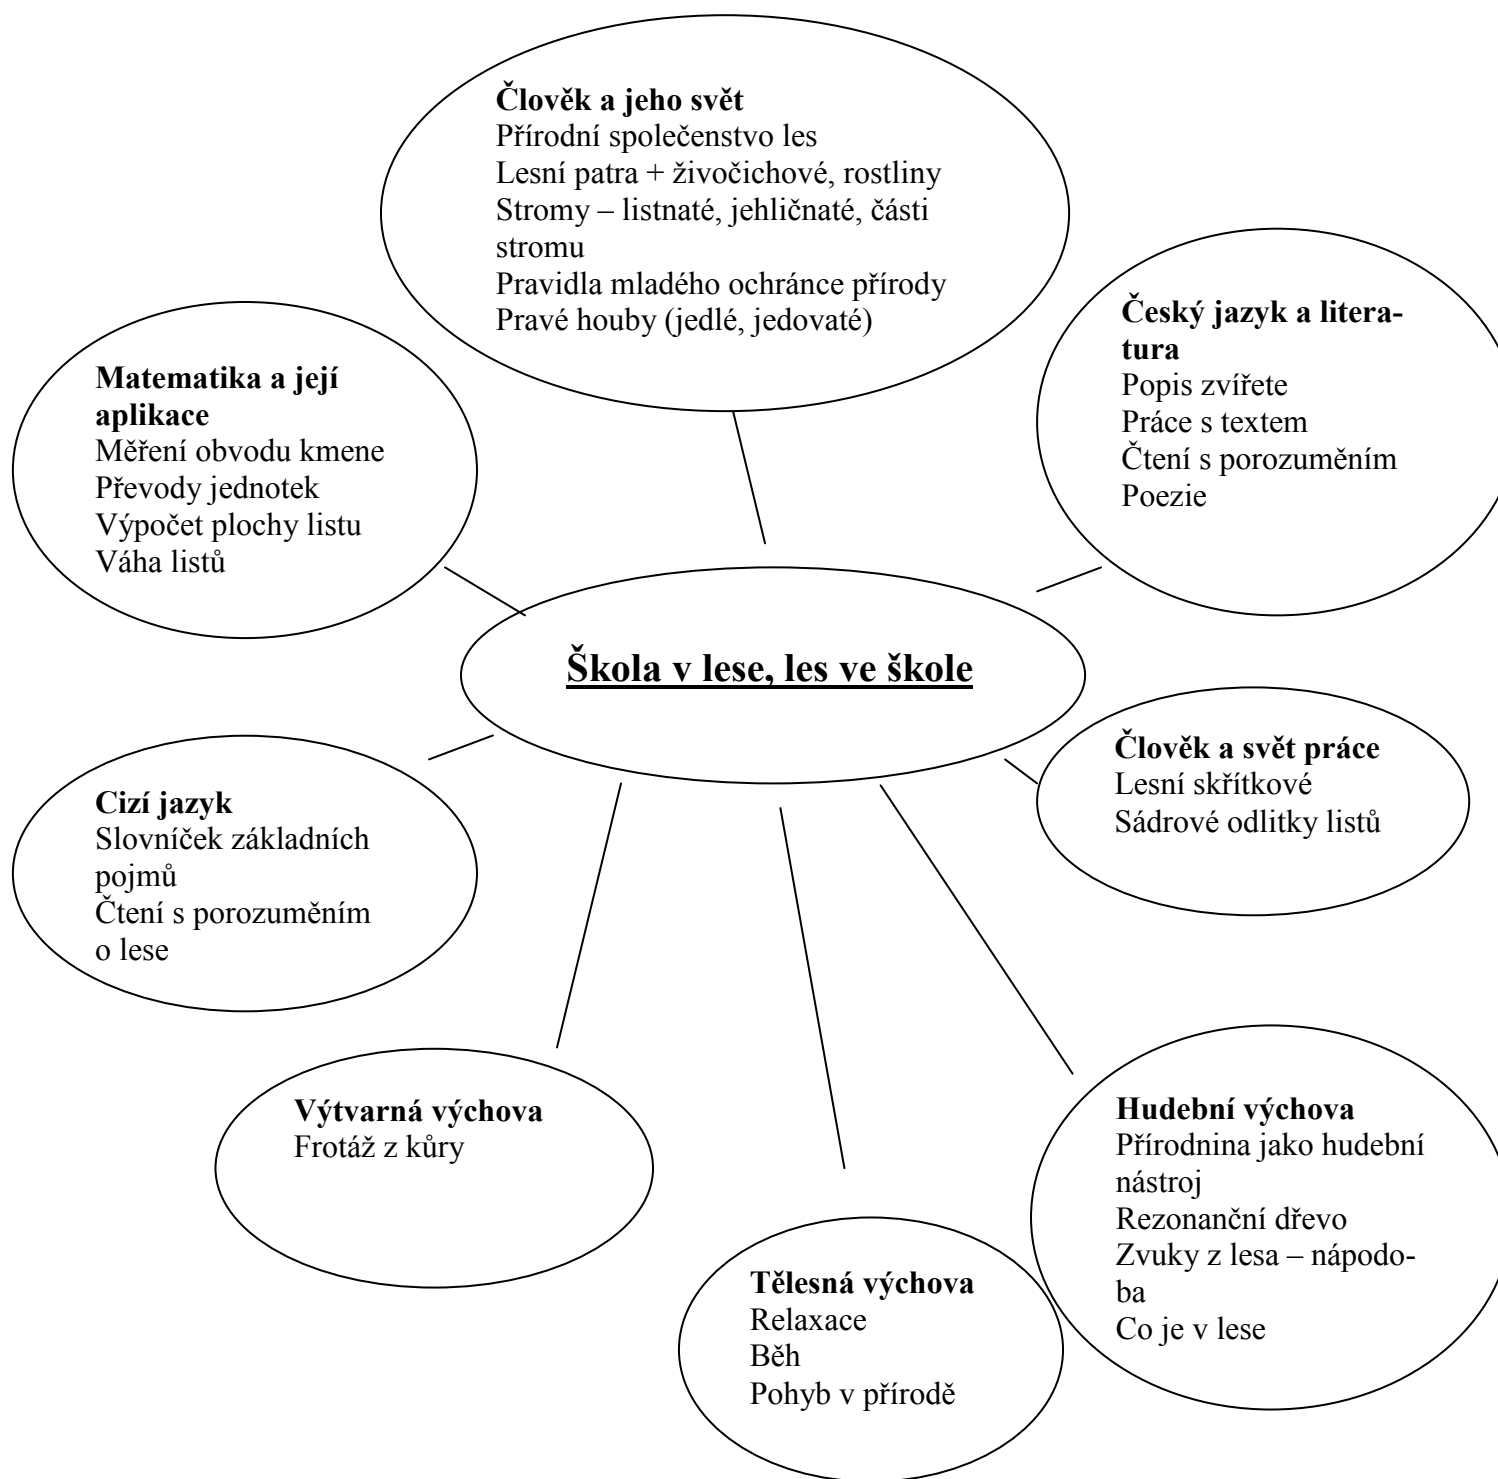 Člověk a jeho svět
Přírodní společenstvo les
Lesní patra + živočichové, rostliny
Stromy – listnaté, jehličnaté, části
stromu
Pravidla mladého ochránce přírody
Pravé houby (jedlé, jedovaté)
Český jazyk a litera-
tura
Popis zvířete
Práce s textem
Čtení s porozuměním
Poezie
Matematika a její
aplikace
Měření obvodu kmene
Převody jednotek
Výpočet plochy listu
Váha listů
Škola v lese, les ve škole
Člověk a svět práce
Lesní skřítkové
Sádrové odlitky listů
Cizí jazyk
Slovníček základních
pojmů
Čtení s porozuměním
o lese
Výtvarná výchova
Frotáž z kůry
Hudební výchova
Přírodnina jako hudební
nástroj
Rezonanční dřevo
Zvuky z lesa – nápodo-
ba
Co je v lese
Tělesná výchova
Relaxace
Běh
Pohyb v přírodě